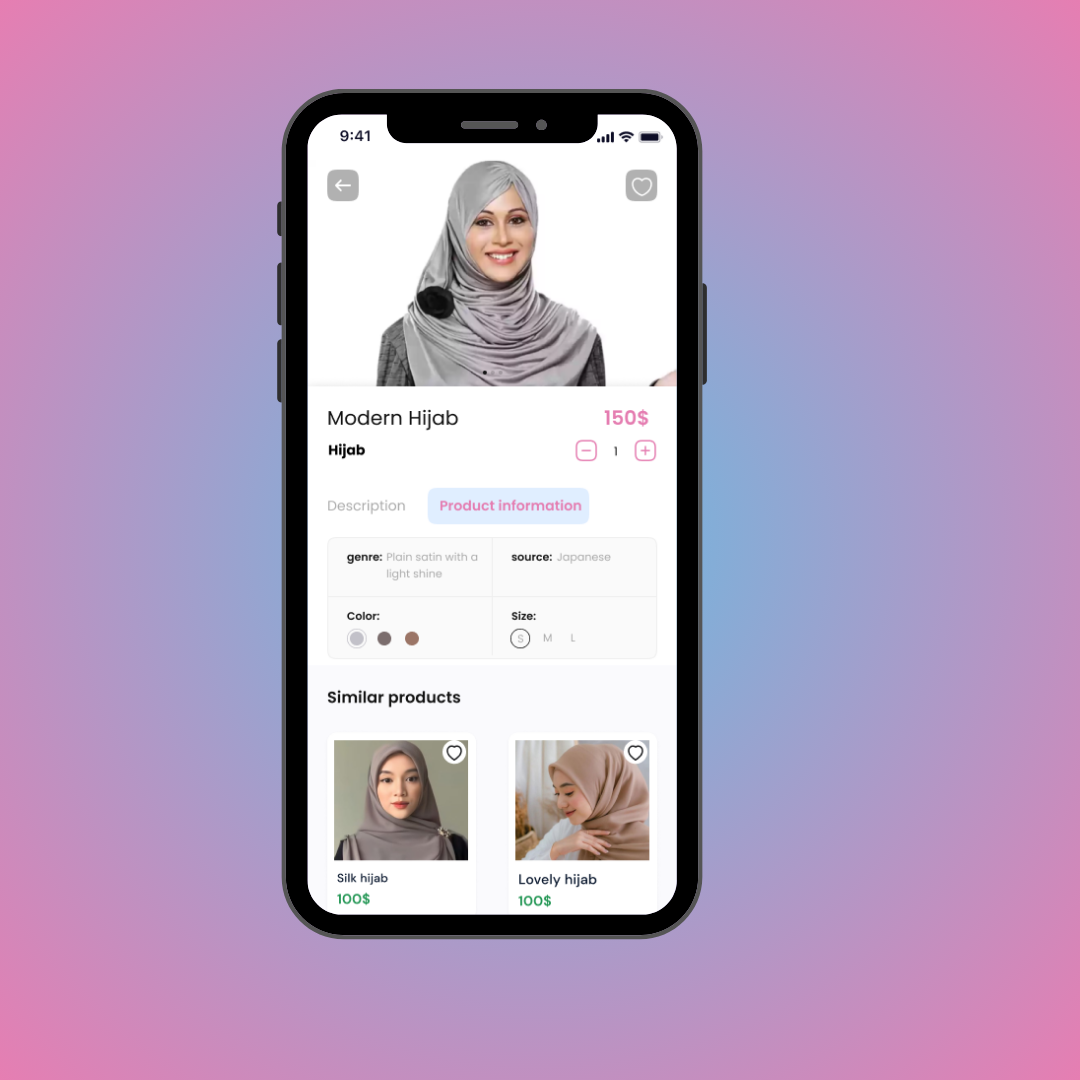 9:41
Modern Hijab
150$
Hijab
1
Description
Product information
genre: Plain satin with a
light shine
source: Japanese
Color:
Size:
S M L
Similar products
Silk hijab
100$
Lovely hijab
100$